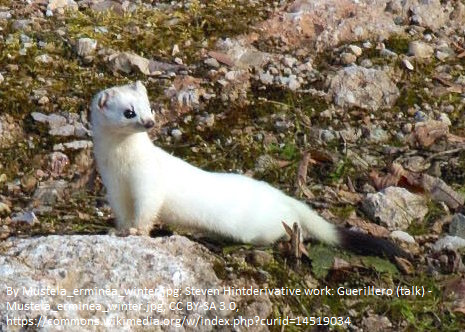 By Mustela_erminea_winter.jpg: Steven Hintderivative work: Guerillero (talk) -
Mustela_erminea_winter.jpg, CC BY-SA 3.0,
https://commons.wikimedia.org/w/index.php?curid=14519034